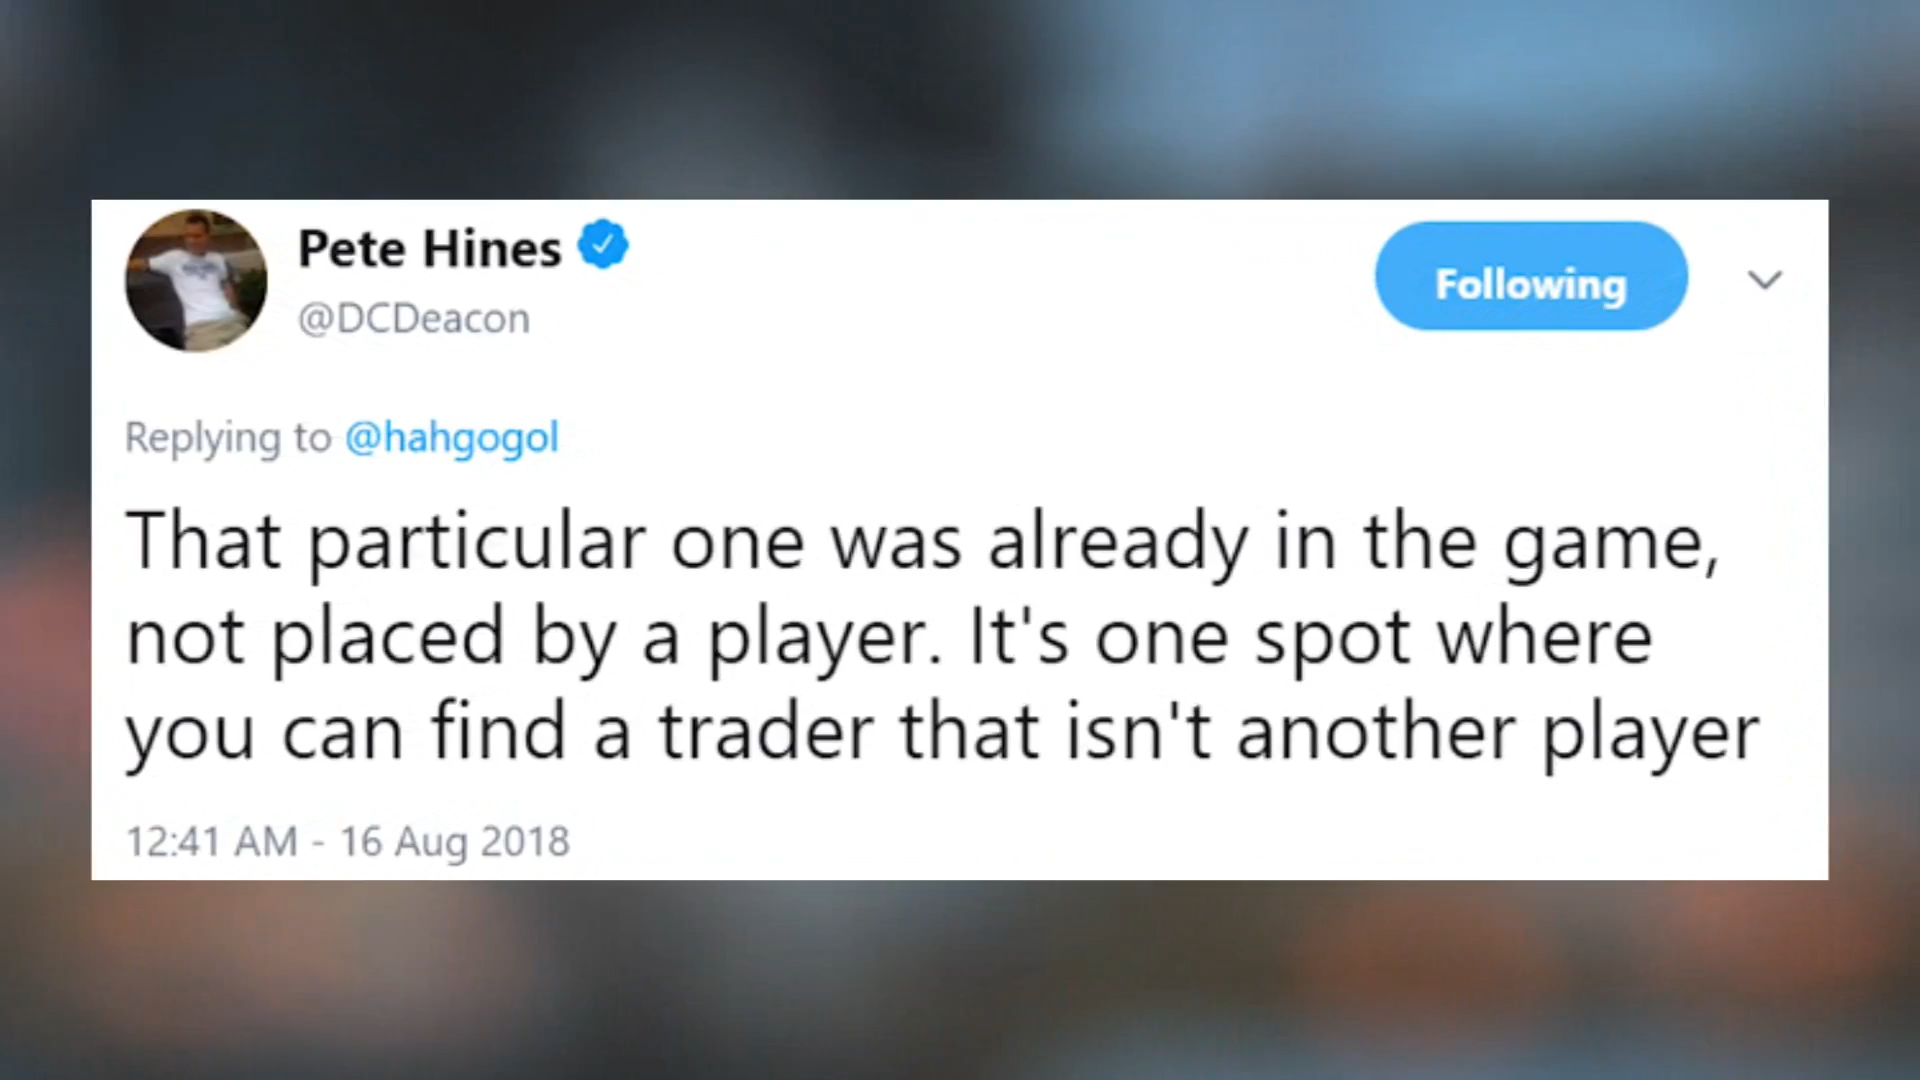 Pete Hines
@DCDeacon
Following
Replying to @hahgogol
That particular one was already in the game,
not placed by a player. It's one spot where
you can find a trader that isn't another player
12:41 AM - 16 Aug 2018